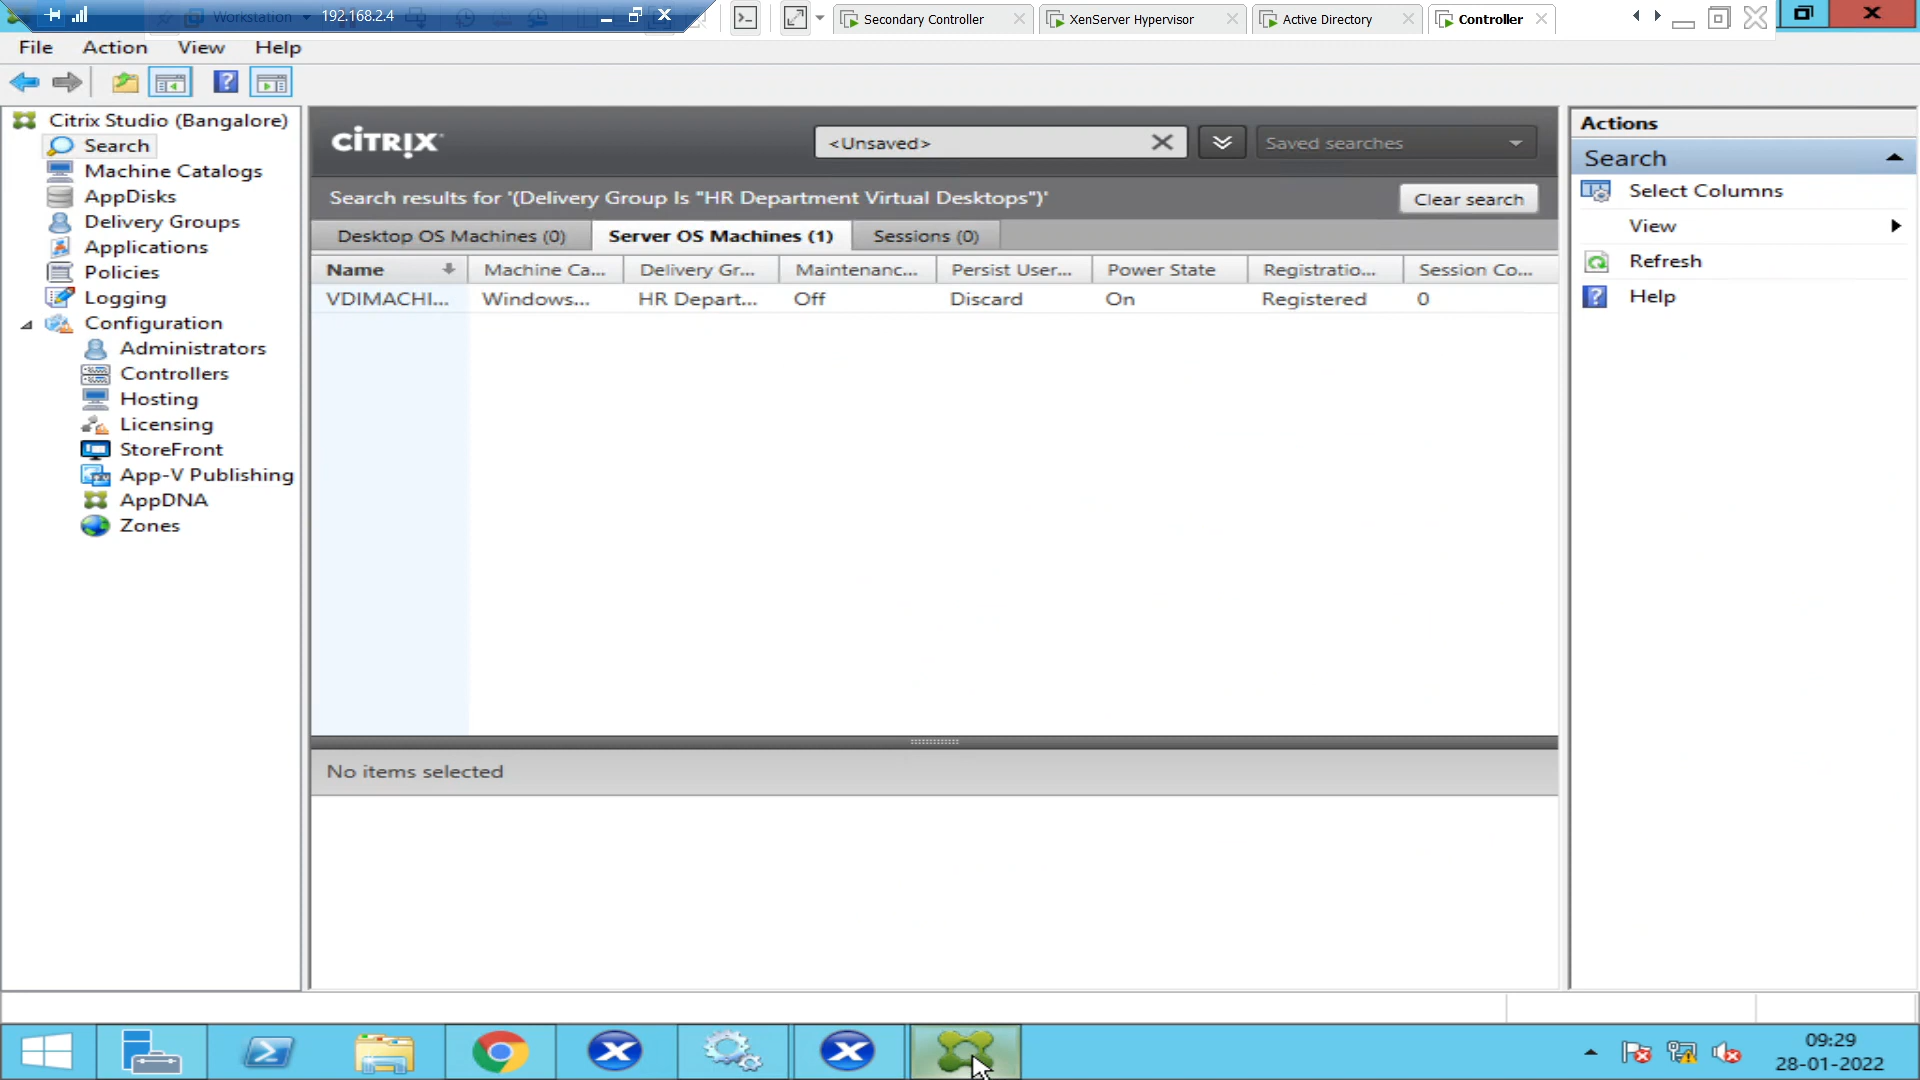 Workstation
192.168.2.4
Secondary Controller
XenServer Hypervisor
Active Directory
Controller
File Action View Help
Citrix Studio (Bangalore)
Search
Machine Catalogs
AppDisks
Delivery Groups
Applications
Policies
Logging
Configuration
Administrators
Controllers
Hosting
Licensing
StoreFront
App-V Publishing
AppDNA
Zones
CİTRIX
<Unsaved>
Saved searches
Search results for '(Delivery Group Is "HR Department Virtual Desktops")'
Clear search
Desktop OS Machines (0)
Server OS Machines (1)
Sessions (0)
Name Machine Ca... Delivery Gr... Maintenanc... Persist User... Power State Registratio... Session Co...
VDIMACHI... Windows... HR Depart... Off Discard On Registered 0
No items selected
Actions
Search
Select Columns
View
Refresh
Help
09:29
28-01-2022